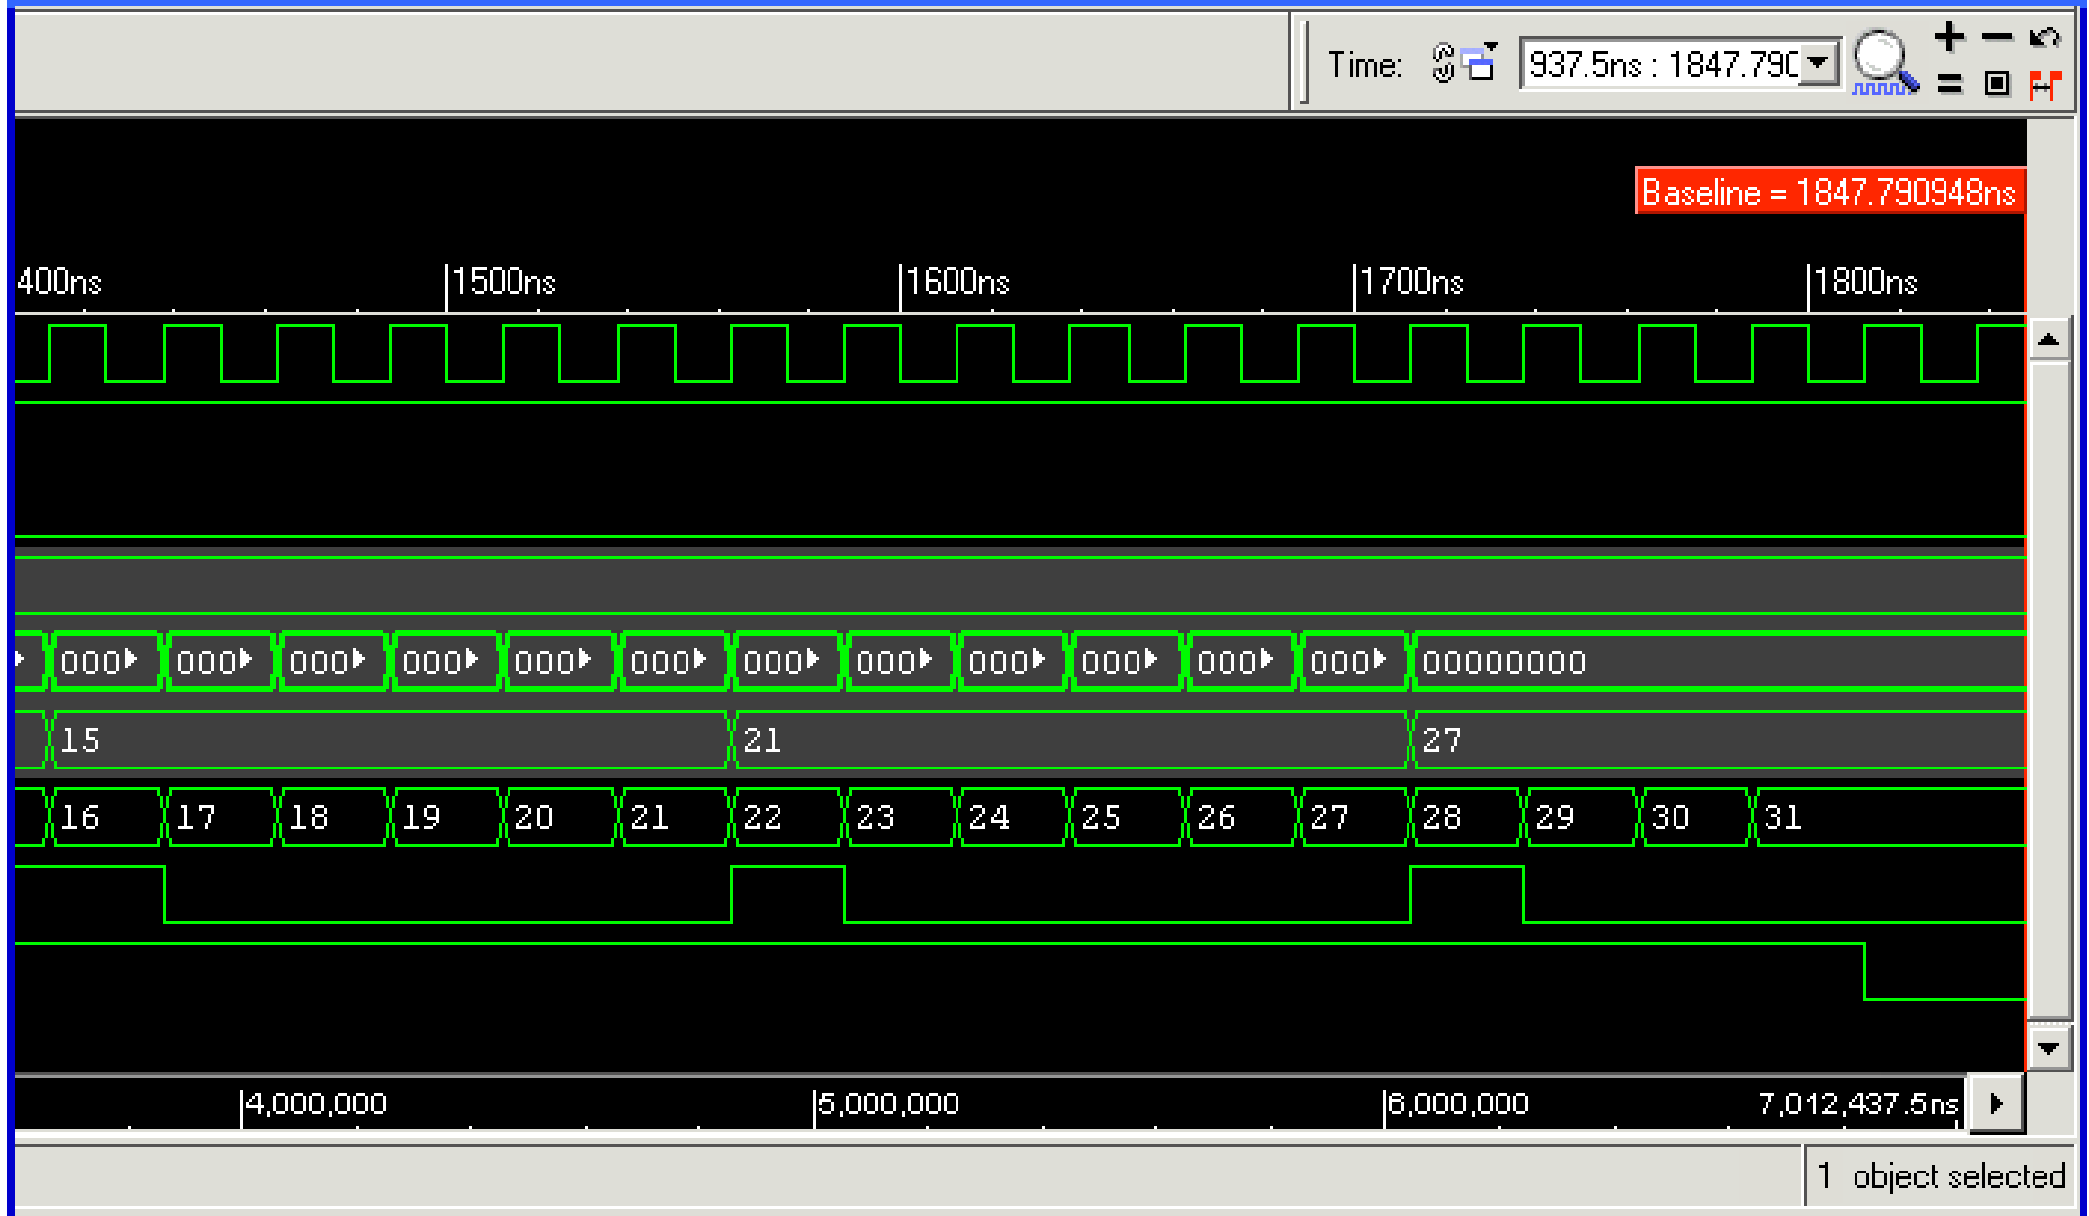 Time: 937.5ns : 1847.790
Baseline = 1847.790948ns
400ns 1500ns 1600ns 1700ns 1800ns
000 000 000 000 000 000 000 000 000 000 000 000 00000000
15 21 27
16 17 18 19 20 21 22 23 24 25 26 27 28 29 30 31
4,000,000 5,000,000 6,000,000 7,012,437.5ns
1 object selected